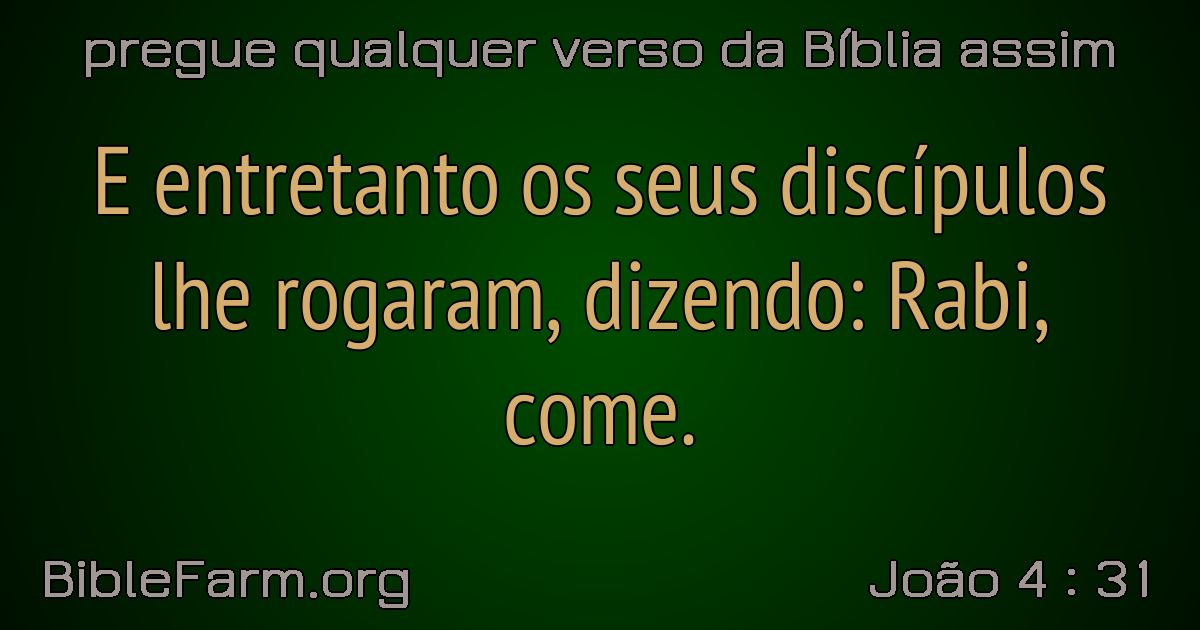 pregue qualquer verso da Bíblia assim
E entretanto os seus discípulos
lhe rogaram, dizendo: Rabi,
come.
BibleFarm.org
João 4 : 31